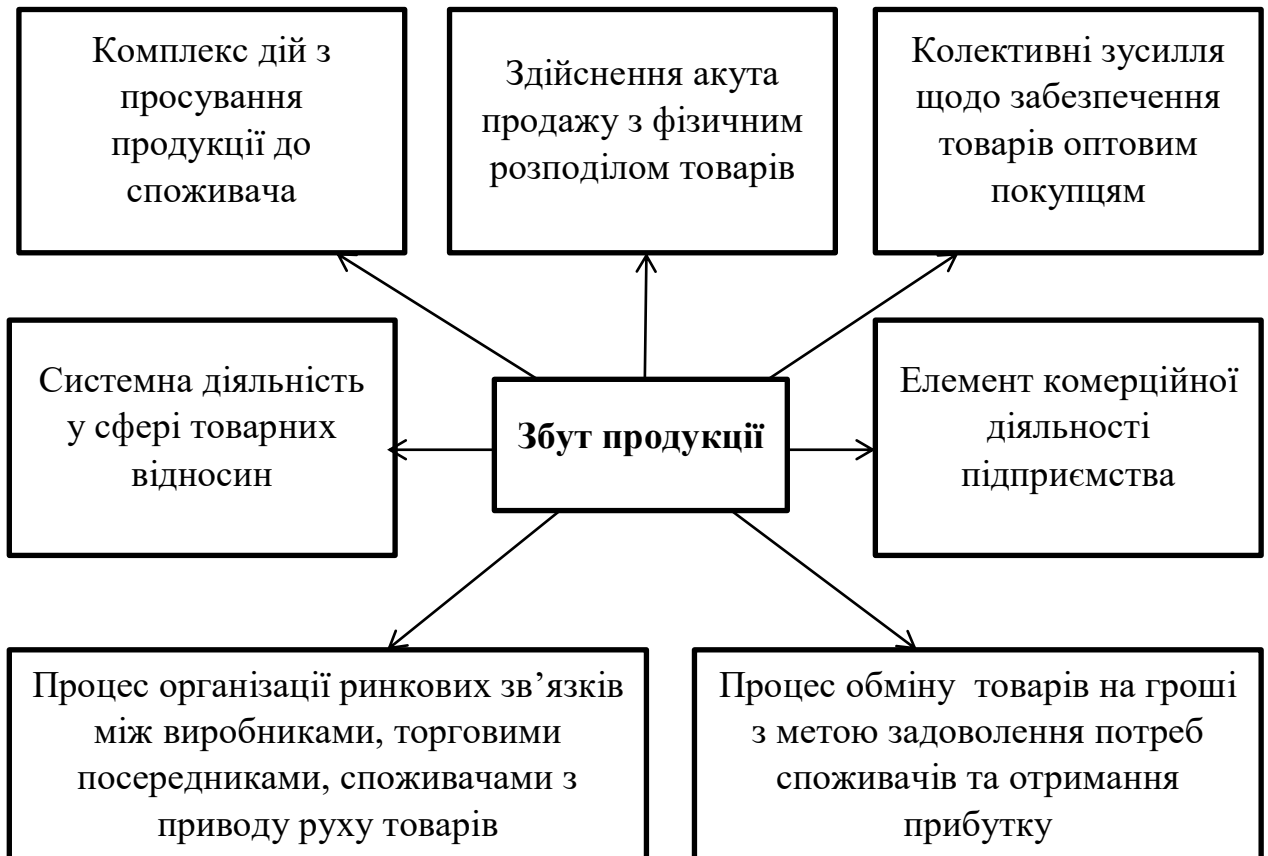 Комплекс дій з
просування
продукції до
споживача
Здійснення акута
продажу з фізичним
розподілом товарів
Колективні зусилля
щодо забезпечення
товарів оптовим
покупцям
Системна діяльність
у сфері товарних
відносин
Збут продукції
Елемент комерційної
діяльності
підприємства
Процес організації ринкових зв’язків
між виробниками, торговими
посередниками, споживачами з
приводу руху товарів
Процес обміну товарів на гроші
з метою задоволення потреб
споживачів та отримання
прибутку